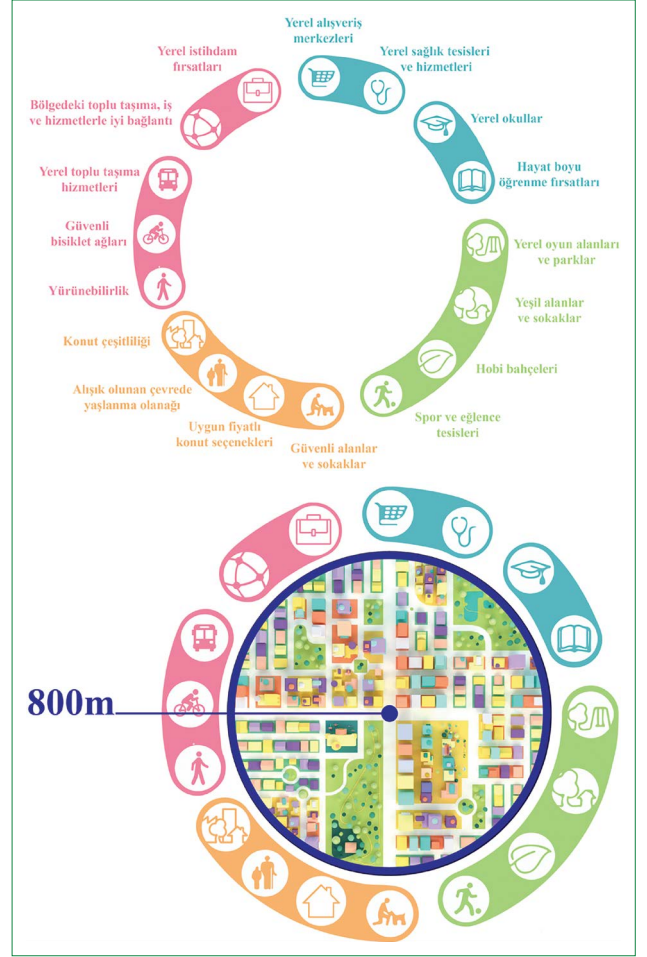 Yerel alışveriş
merkezleri
Yerel sağlık tesisleri
ve hizmetleri
Yerel istihdam
fırsatları
Bölgedeki toplu taşıma, iş
ve hizmetlerle iyi bağlantı
Yerel okullar
Hayat boyu
öğrenme fırsatları
Yerel toplu taşıma
hizmetleri
Güvenli
bisiklet ağları
Yerel oyun alanları
ve parklar
Yürünebilirlik
Yeşil alanlar
ve sokaklar
Konut çeşitliliği
Hobi bahçeleri
Alışık olunan çevrede
yaşlanma olanağı
Spor ve eğlence
tesisleri
Uygun fiyatlı
konut seçenekleri
Güvenli alanlar
ve sokaklar
800m